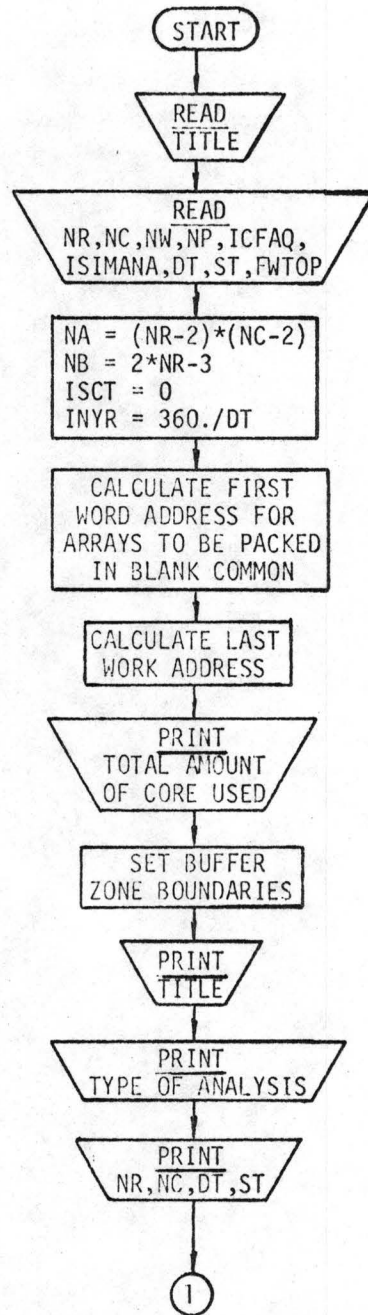 START
READ
TITLE
READ
NR,NC,NW,NP,ICFAQ,
ISIMANA,DT,ST,FWTOP
NA = (NR-2)*(NC-2)
NB = 2*NR-3
ISCT = 0
INYR = 360./DT
CALCULATE FIRST
WORD ADDRESS FOR
ARRAYS TO BE PACKED
IN BLANK COMMON
CALCULATE LAST
WORK ADDRESS
PRINT
TOTAL AMOUNT
OF CORE USED
SET BUFFER
ZONE BOUNDARIES
PRINT
TITLE
PRINT
TYPE OF ANALYSIS
PRINT
NR,NC,DT,ST
1